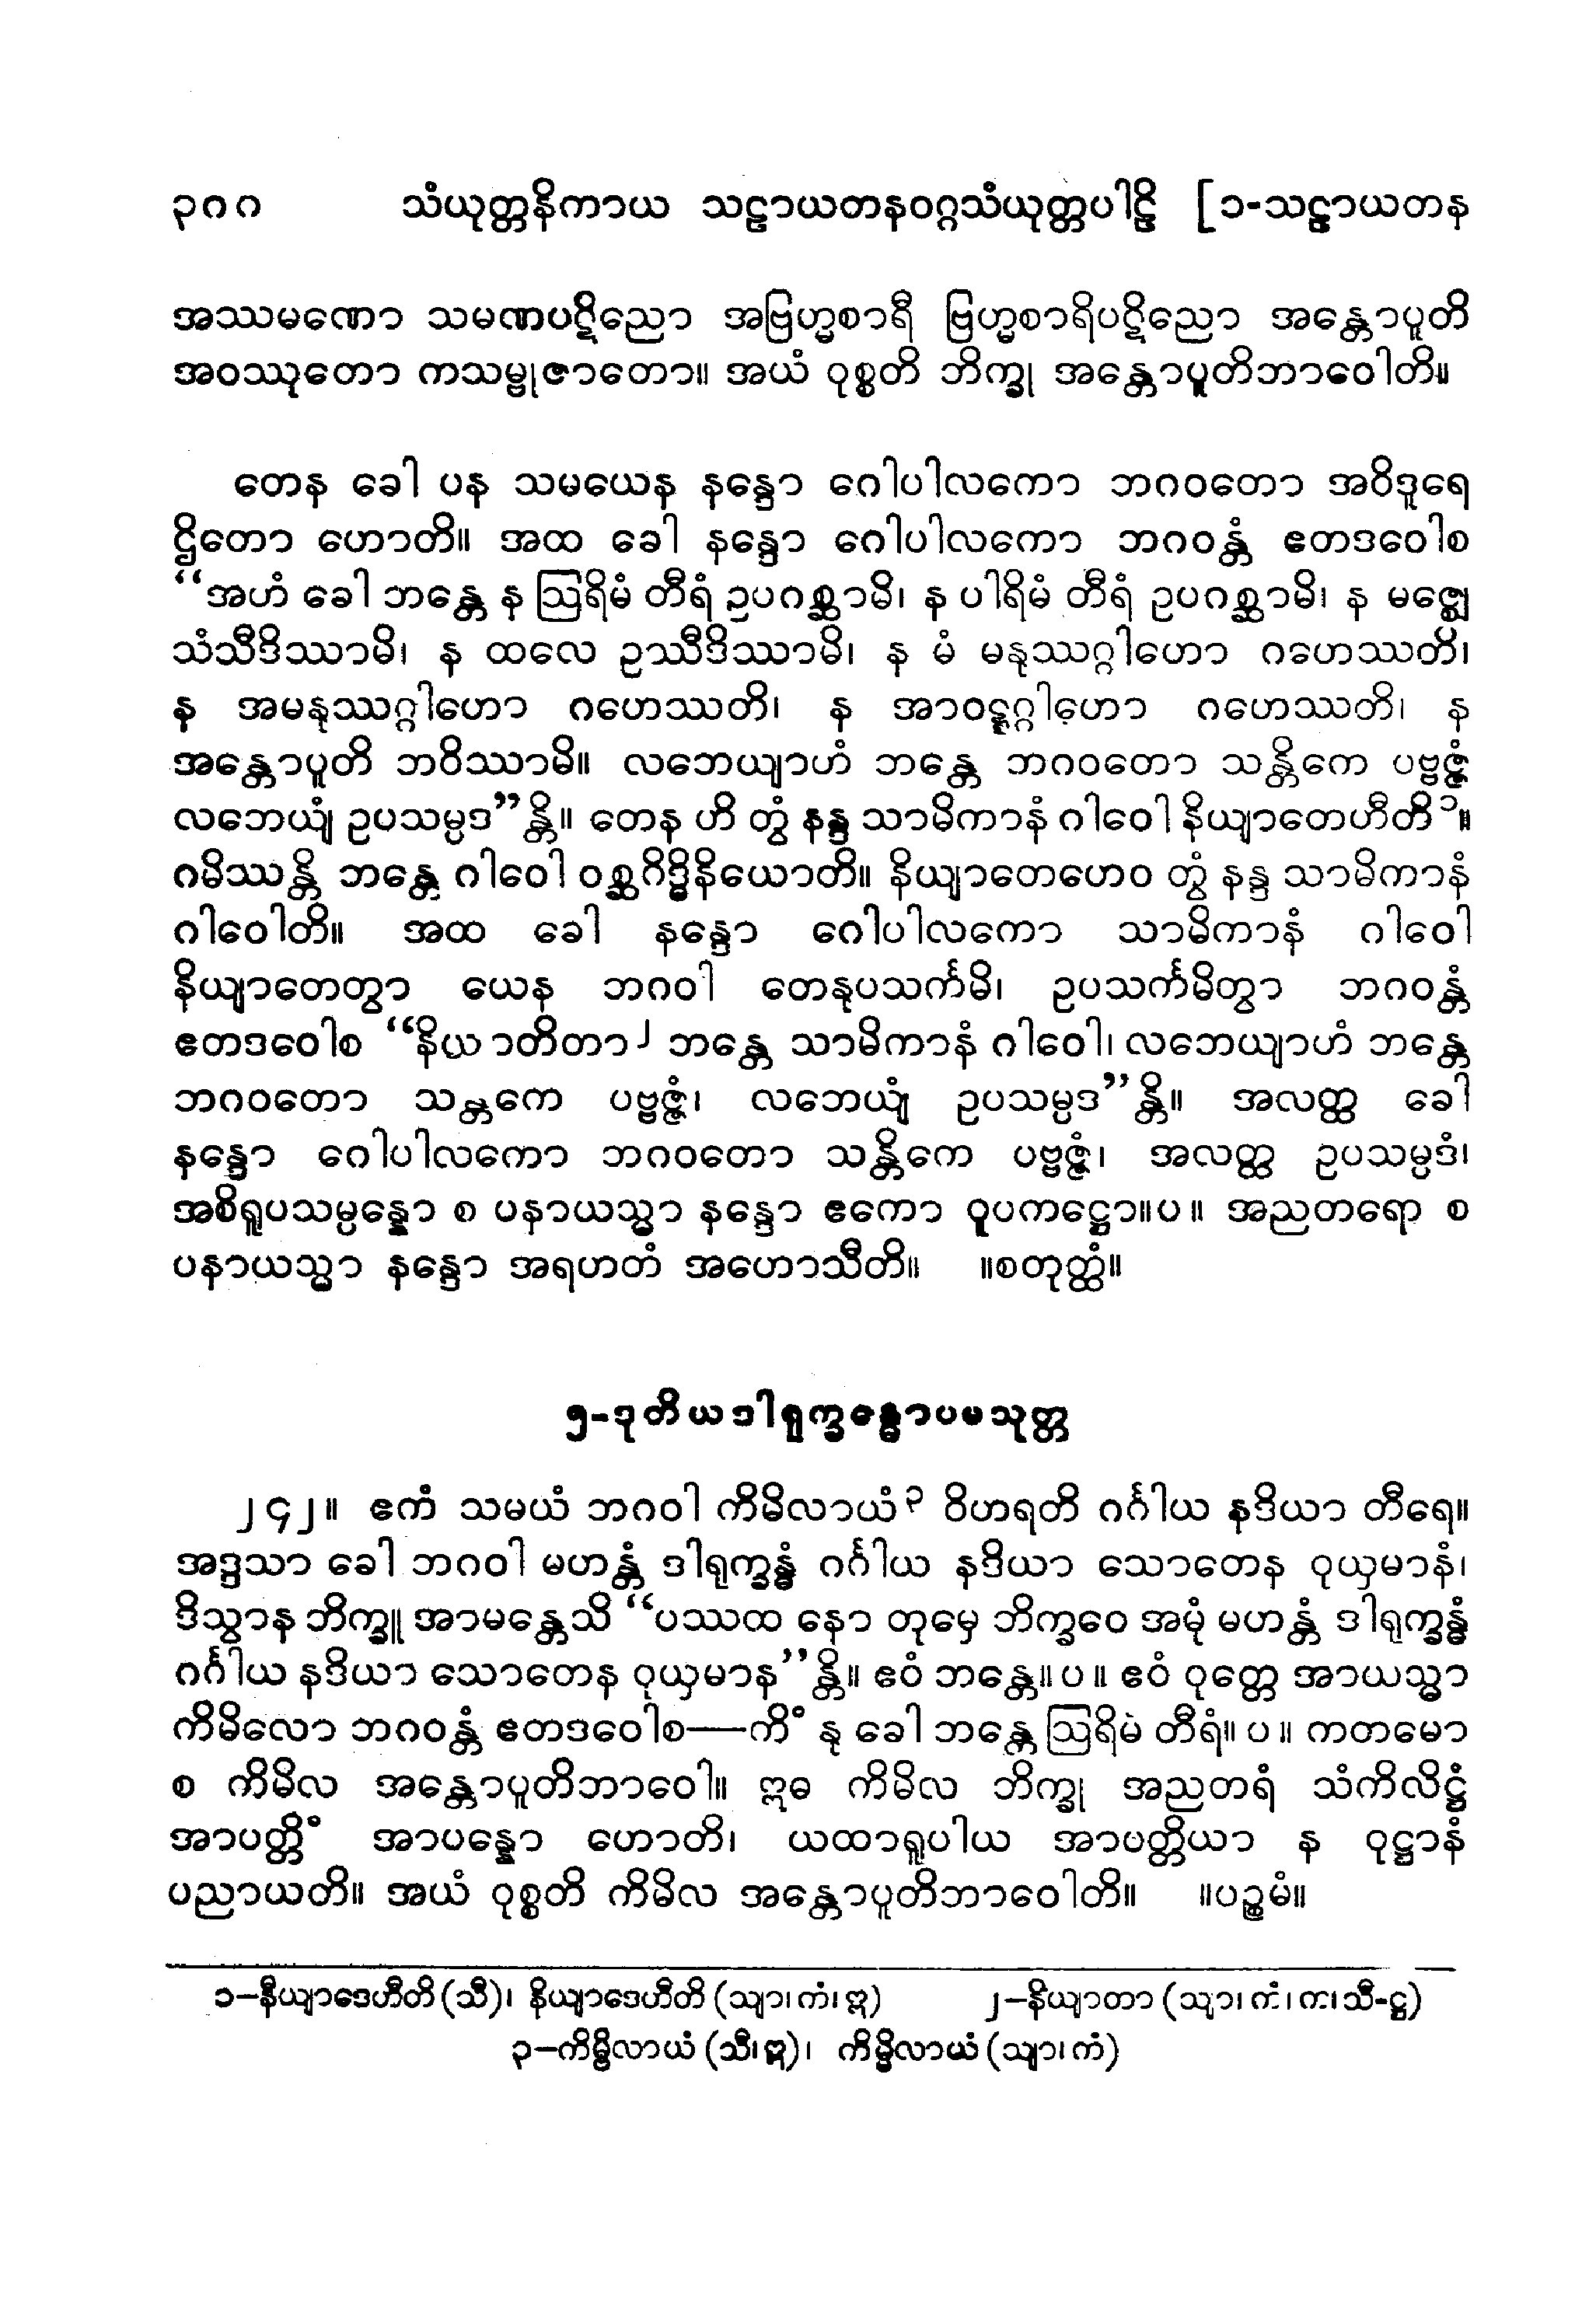 ၃၈၈ သံယုတ္တနိကာယ သဠာယတနဝဂ္ဂသံယုတ္တပါဠိ [၁-သဠာယတန
အဿမဏော သမဏပဋိညော အဗြဟ္မစာရီ ဗြဟ္မစာရိပဋိညော အန္တောပူတိ
အဝဿုတော ကသမ္ဗုဇာတော။ အယံ ဝုစ္စတိ ဘိက္ခု အန္တောပူတိဘာဝေါတိ။
တေန ခေါ ပန သမယေန နန္ဒော ဂေါပါလကော ဘဂဝတော အဝိဒူရေ
ဌိတော ဟောတိ။ အထ ခေါ နန္ဒော ဂေါပါလကော ဘဂဝန္တံ ဧတဒဝေါစ
“အဟံ ခေါ ဘန္တေ န ဩရိမံ တီရံ ဥပဂစ္ဆာမိ၊ န ပါရိမံ တီရံ ဥပဂစ္ဆာမိ၊ န မဇ္ဈေ
သံသီဒိဿာမိ၊ န ထလေ ဥဿီဒိဿာမိ၊ န မံ မနုဿဂ္ဂါဟော ဂဟေဿတိ၊
န အမနုဿဂ္ဂါဟော ဂဟေဿတိ၊ န အာဝဋ္ဋဂ္ဂါဟော ဂဟေဿတိ၊ န
အန္တောပူတိ ဘဝိဿာမိ။ လဘေယျာဟံ ဘန္တေ ဘဂဝတော သန္တိကေ ပဗ္ဗဇ္ဇံ
လဘေယျံ ဥပသမ္ပဒ”န္တိ။ တေန ဟိ တွံ နန္ဒ သာမိကာနံ ဂါဝေါ နိယျာတေဟီတိ၁။
ဂမိဿန္တိ ဘန္တေ ဂါဝေါ ဝစ္ဆဂိဒ္ဓိနိယောတိ။ နိယျာတေဟေဝ တွံ နန္ဒ သာမိကာနံ
ဂါဝေါတိ။ အထ ခေါ နန္ဒော ဂေါပါလကော သာမိကာနံ ဂါဝေါ
နိယျာတေတွာ ယေန ဘဂဝါ တေနုပသင်္ကမိ၊ ဥပသင်္ကမိတွာ ဘဂဝန္တံ
ဧတဒဝေါစ “နိယျာတိတာ၂ ဘန္တေ သာမိကာနံ ဂါဝေါ၊ လဘေယျာဟံ ဘန္တေ
ဘဂဝတော သန္တကေ ပဗ္ဗဇ္ဇံ၊ လဘေယျံ ဥပသမ္ပဒ”န္တိ။ အလတ္ထ ခေါ
နန္ဒော ဂေါပါလကော ဘဂဝတော သန္တိကေ ပဗ္ဗဇ္ဇံ၊ အလတ္ထ ဥပသမ္ပဒံ၊
အစိရူပသမ္ပန္နော စ ပနာယသ္မာ နန္ဒော ဧကော ဝူပကဋ္ဌော။ပ။ အညတရော စ
ပနာယသ္မာ နန္ဒော အရဟတံ အဟောသီတိ။ ။စတုတ္ထံ။
၅-ဒုတိယဒါရုက္ခန္ဓောပမသုတ္တ
၂၄၂။ ဧကံ သမယံ ဘဂဝါ ကိမိလာယံ၃ ဝိဟရတိ ဂင်္ဂါယ နဒိယာ တီရေ။
အဒ္ဒသာ ခေါ ဘဂဝါ မဟန္တံ ဒါရုက္ခန္ဓံ ဂင်္ဂါယ နဒိယာ သောတေန ဝုယှမာနံ၊
ဒိသွာန ဘိက္ခူ အာမန္တေသိ “ပဿထ နော တုမှေ ဘိက္ခဝေ အမုံ မဟန္တံ ဒါရုက္ခန္ဓံ
ဂင်္ဂါယ နဒိယာ သောတေန ဝုယှမာန”န္တိ။ ဧဝံ ဘန္တေ။ပ။ ဧဝံ ဝုတ္တေ အာယသ္မာ
ကိမိလော ဘဂဝန္တံ ဧတဒဝေါစ—ကိံ နု ခေါ ဘန္တေ ဩရိမံ တီရံ။ပ။ ကတမော
စ ကိမိလ အန္တောပူတိဘာဝေါ။ ဣဓ ကိမိလ ဘိက္ခု အညတရံ သံကိလိဋ္ဌံ
အာပတ္တိံ အာပန္နော ဟောတိ၊ ယထာရူပါယ အာပတ္တိယာ န ဝုဋ္ဌာနံ
ပညာယတိ။ အယံ ဝုစ္စတိ ကိမိလ အန္တောပူတိဘာဝေါတိ။ ။ပဉ္စမံ။
၁—နီယျာဒေဟီတိ (သီ)၊ နိယျာဒေဟီတိ (သျာ၊ ကံ၊ ဣ) ၂—နိယျာတာ (သျာ၊ ကံ၊ က၊ သီ-ဋ္ဌ)
၃—ကိမ္ဗိလာယံ (သီ၊ ဣ)၊ ကိမ္မိလာယံ (သျာ၊ ကံ)